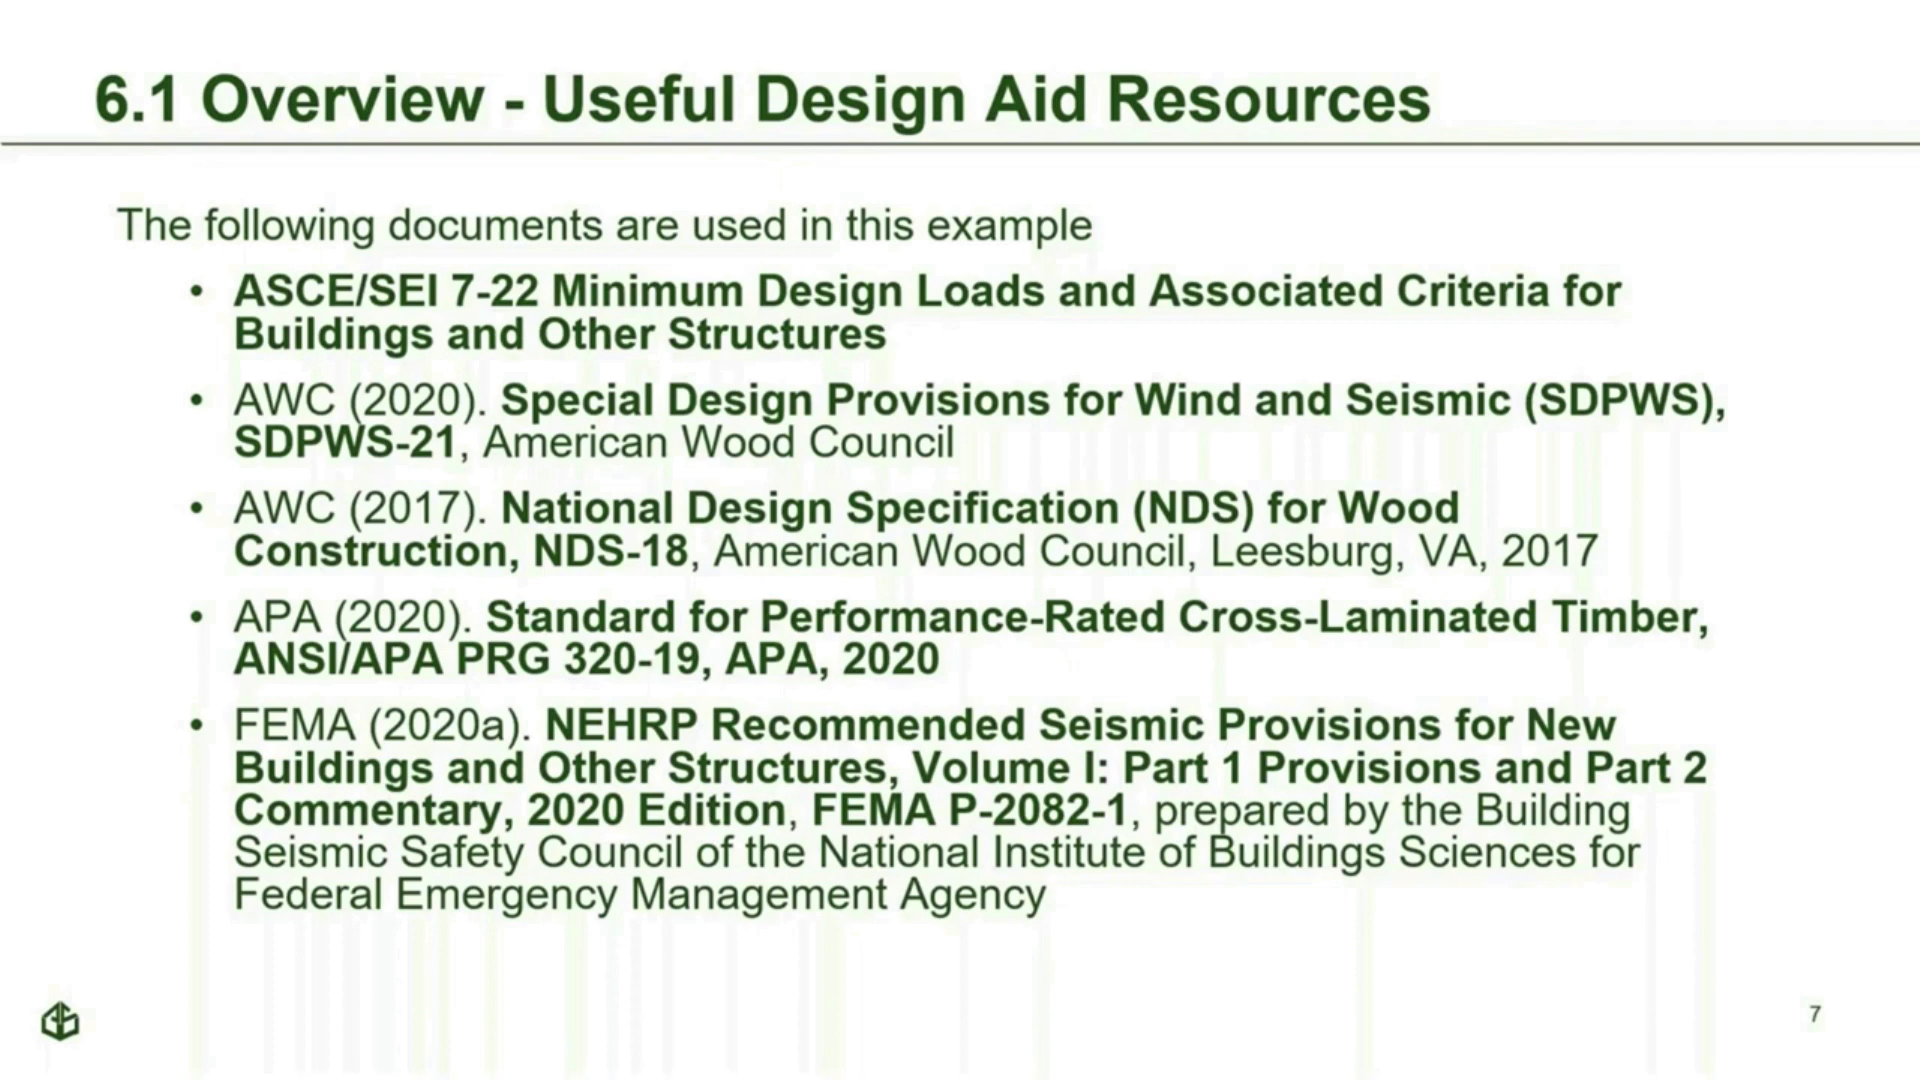 6.1 Overview - Useful Design Aid Resources
The following documents are used in this example
• ASCE/SEI 7-22 Minimum Design Loads and Associated Criteria for
Buildings and Other Structures
• AWC (2020). Special Design Provisions for Wind and Seismic (SDPWS),
SDPWS-21, American Wood Council
• AWC (2017). National Design Specification (NDS) for Wood
Construction, NDS-18, American Wood Council, Leesburg, VA, 2017
• APA (2020). Standard for Performance-Rated Cross-Laminated Timber,
ANSI/APA PRG 320-19, APA, 2020
• FEMA (2020a). NEHRP Recommended Seismic Provisions for New
Buildings and Other Structures, Volume I: Part 1 Provisions and Part 2
Commentary, 2020 Edition, FEMA P-2082-1, prepared by the Building
Seismic Safety Council of the National Institute of Buildings Sciences for
Federal Emergency Management Agency
7